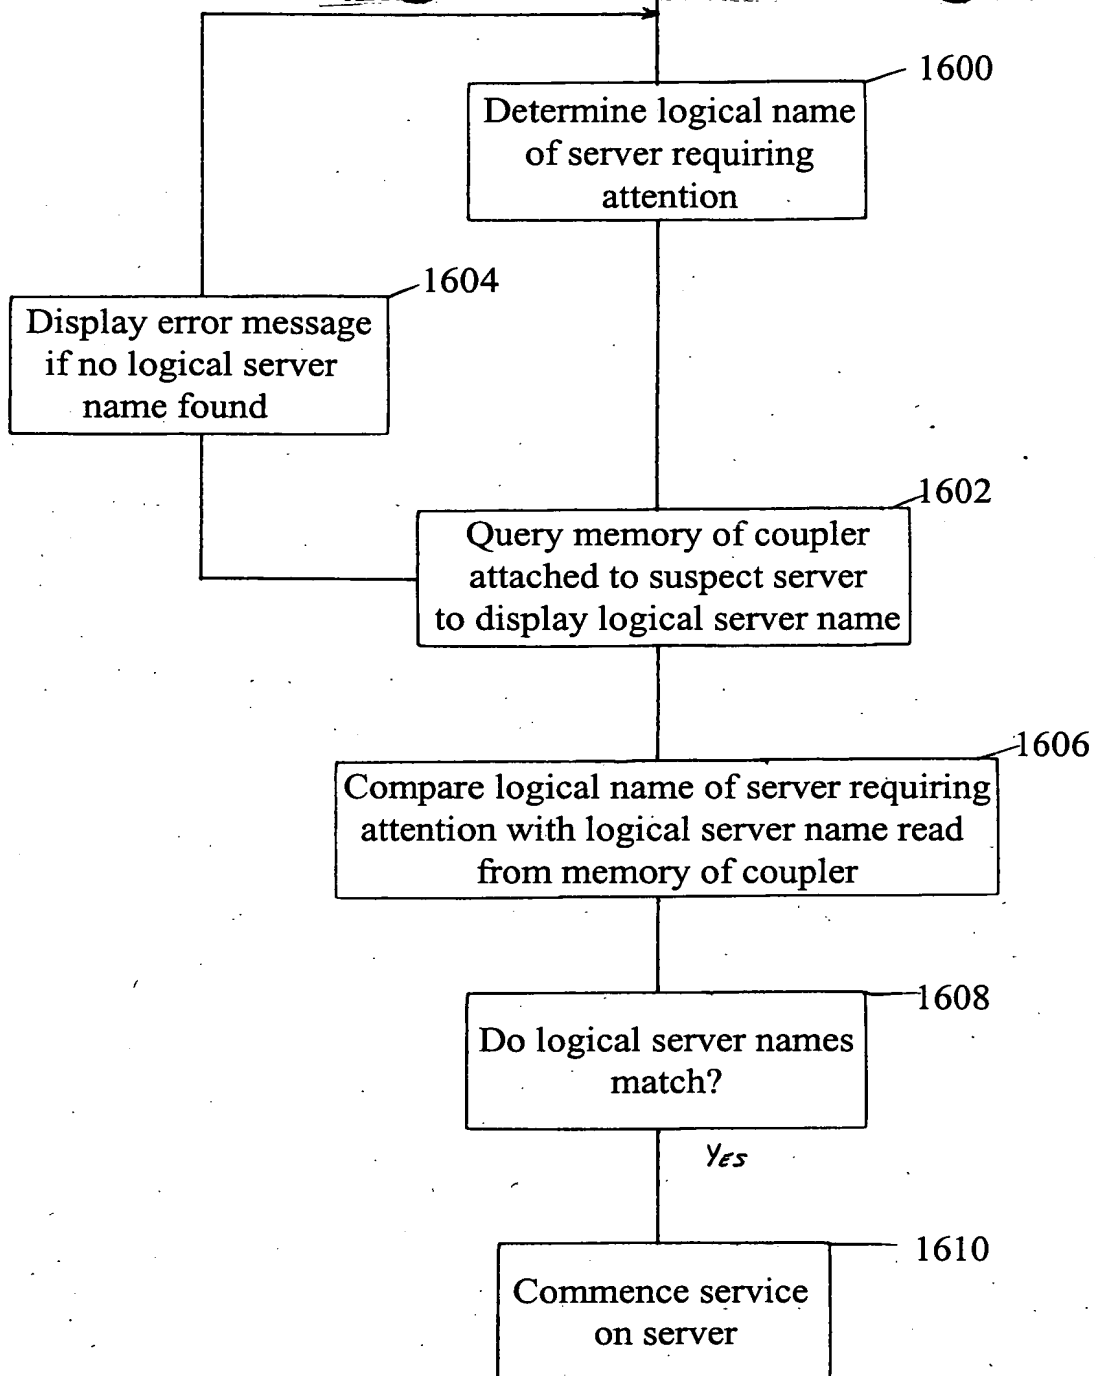 1600
Determine logical name
of server requiring
attention
1604
Display error message
if no logical server
name found
1602
Query memory of coupler
attached to suspect server
to display logical server name
1606
Compare logical name of server requiring
attention with logical server name read
from memory of coupler
1608
Do logical server names
match?
YES
1610
Commence service
on server